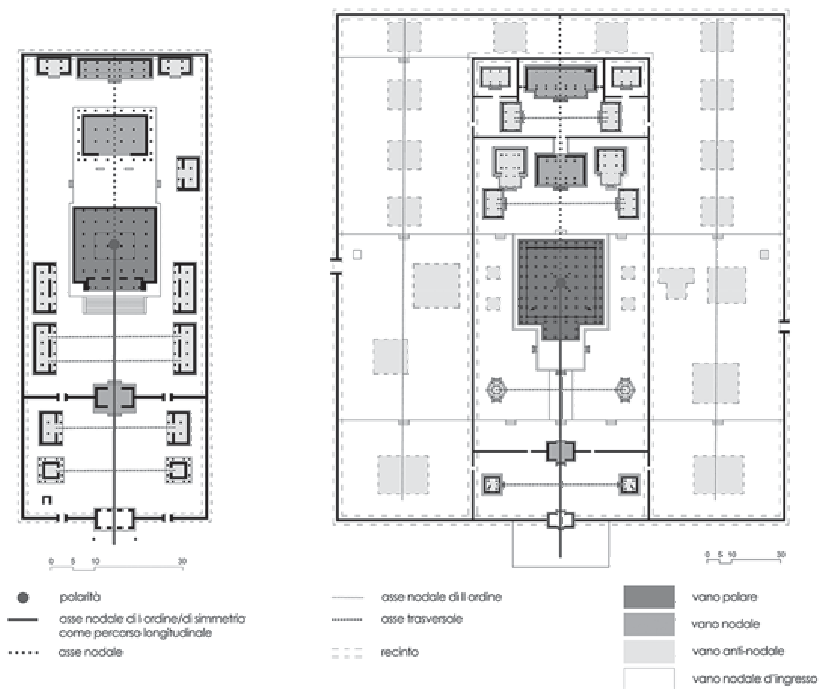 0 5 10 30
0 5 10 30
polarità
asse nodale di I ordine/di simmetria
come percorso longitudinale
asse nodale
asse nodale di II ordine
asse trasversale
recinto
vano polare
vano nodale
vano anti-nodale
vano nodale d'ingresso